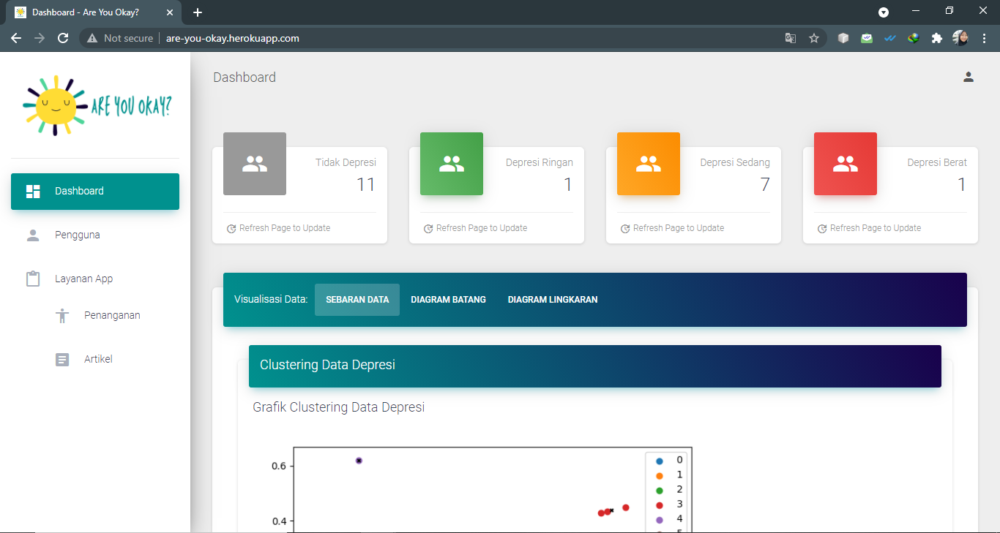 Dashboard - Are You Okay?
Not secure
are-you-okay.herokuapp.com
ARE YOU OKAY?
Dashboard
Pengguna
Layanan App
Penanganan
Artikel
Dashboard
Tidak Depresi
11
Refresh Page to Update
Depresi Ringan
1
Refresh Page to Update
Depresi Sedang
7
Refresh Page to Update
Depresi Berat
1
Refresh Page to Update
Visualisasi Data: SEBARAN DATA DIAGRAM BATANG DIAGRAM LINGKARAN
Clustering Data Depresi
Grafik Clustering Data Depresi
0.6
0.4
0
1
2
3
4